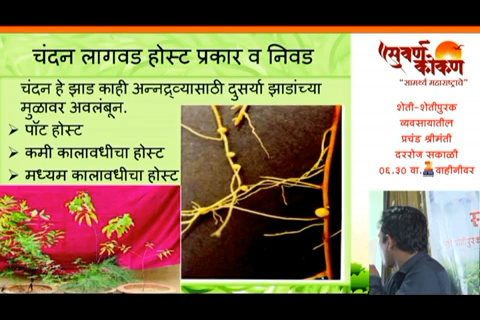 चंदन लागवड होस्ट प्रकार व निवड
चंदन हे झाड काही अन्नद्रव्यासाठी दुसर्या झाडांच्या
मुळावर अवलंबून.
पॉट होस्ट
कमी कालावधीचा होस्ट
मध्यम कालावधीचा होस्ट
सुवर्ण
कोकण
"सामर्थ्य महाराष्ट्राचे"
शेती-शेतीपुरक
व्यवसायातील
प्रचंड श्रीमंती
दररोज सकाळी
०६.३० वा. वाहीनीवर